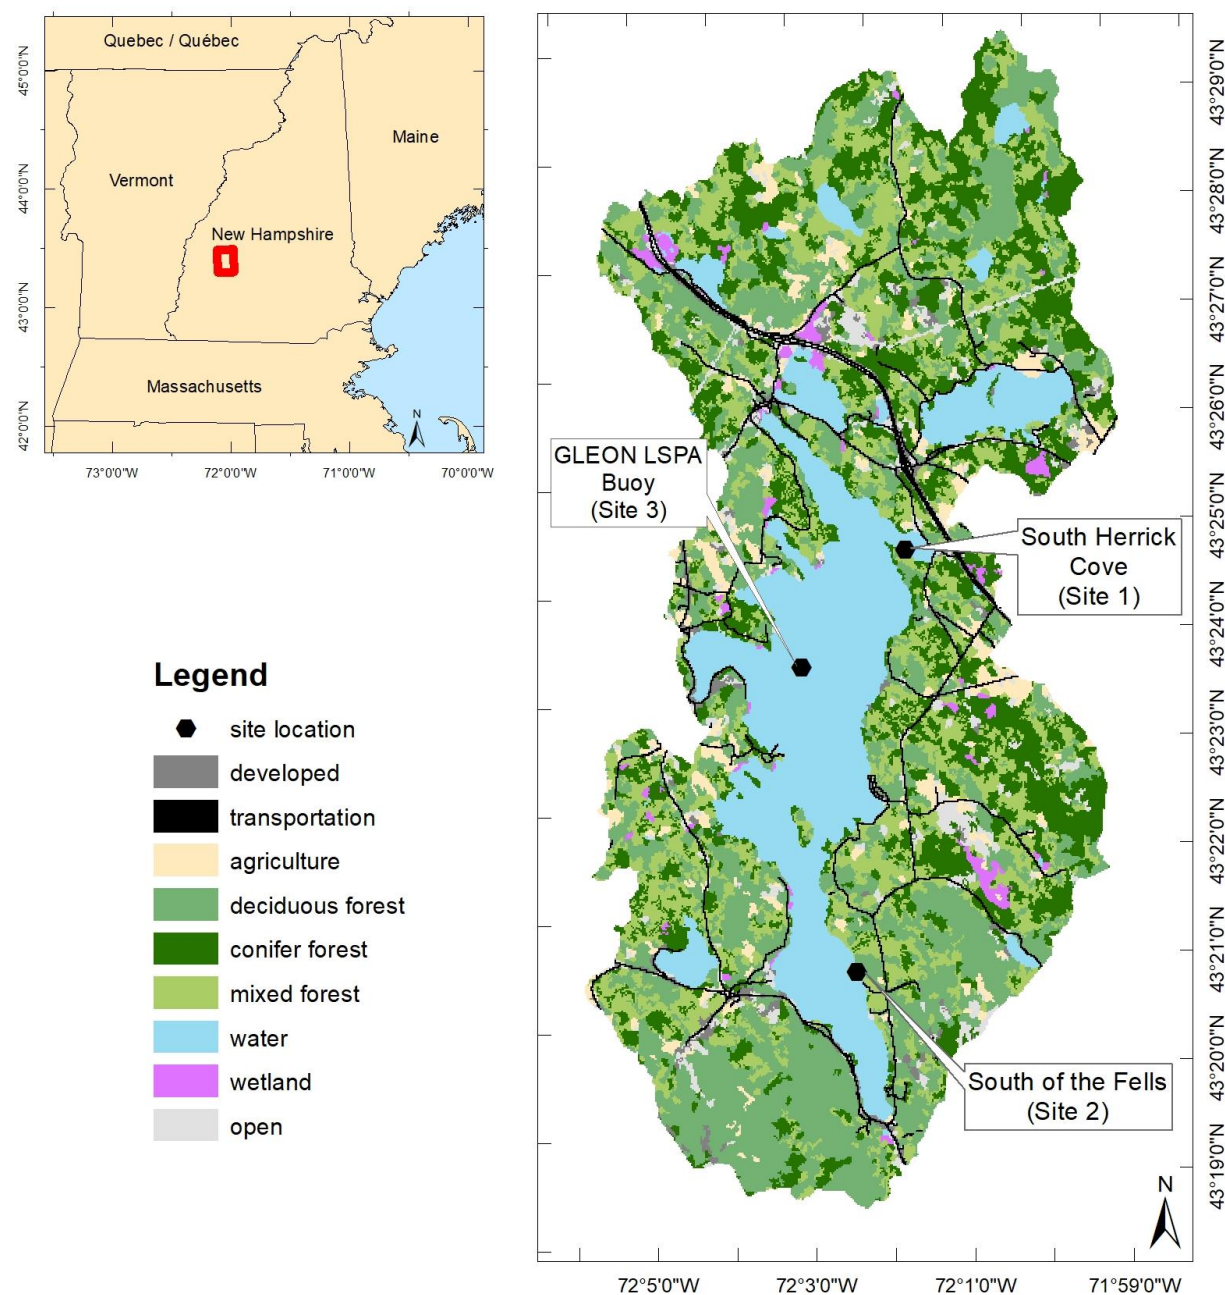 Quebec / Québec
Maine
Vermont
New Hampshire
Massachusetts
N
45°0'0"N
44°0'0"N
43°0'0"N
42°0'0"N
73°0'0"W
72°0'0"W
71°0'0"W
70°0'0"W
Legend
site location
developed
transportation
agriculture
deciduous forest
conifer forest
mixed forest
water
wetland
open
GLEON LSPA
Buoy
(Site 3)
South Herrick
Cove
(Site 1)
South of the Fells
(Site 2)
N
43°29'0"N
43°28'0"N
43°27'0"N
43°26'0"N
43°25'0"N
43°24'0"N
43°23'0"N
43°22'0"N
43°21'0"N
43°20'0"N
43°19'0"N
72°5'0"W
72°3'0"W
72°1'0"W
71°59'0"W